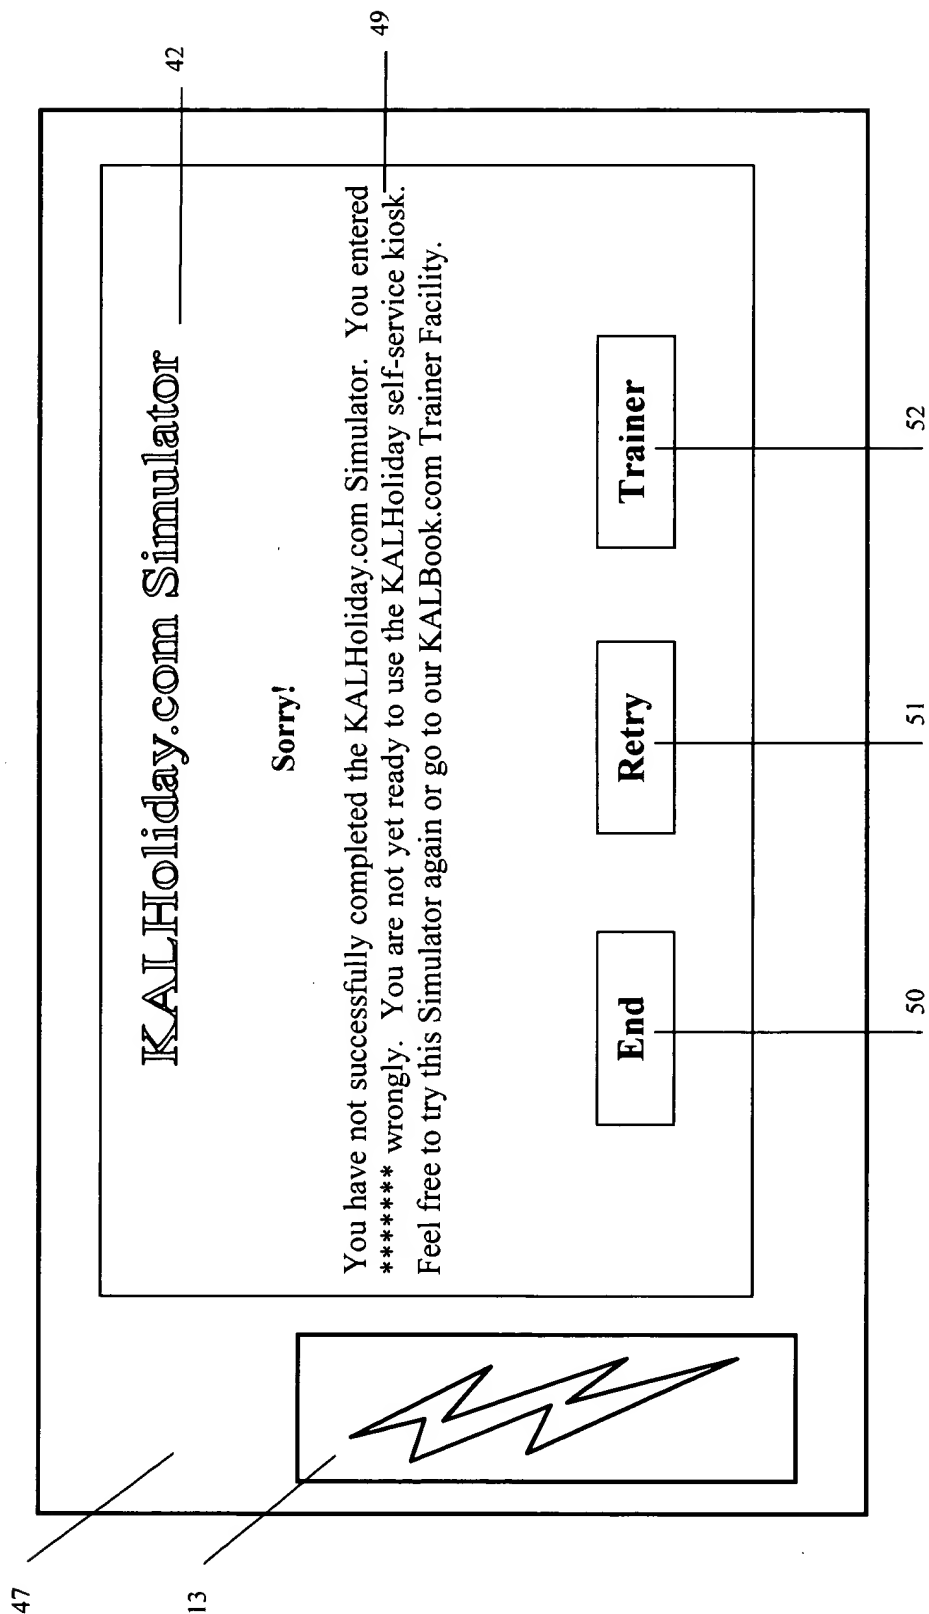 42
49
KALHoliday.com Simulator
Sorry!
You have not successfully completed the KALHoliday.com Simulator. You entered
******* wrongly. You are not yet ready to use the KALHoliday self-service kiosk.
Feel free to try this Simulator again or go to our KALBook.com Trainer Facility.
End
Retry
Trainer
47
13
50
51
52